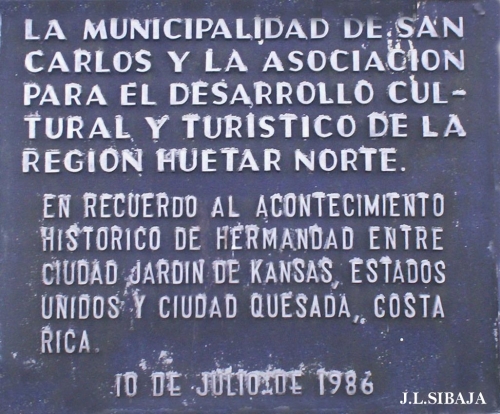 LA MUNICIPALIDAD DE SAN
CARLOS Y LA ASOCIACION
PARA EL DESARROLLO CUL-
TURAL Y TURISTICO DE LA
REGION HUETAR NORTE.
EN RECUERDO AL ACONTECIMIENTO
HISTORICO DE HERMANDAD ENTRE
CIUDAD JARDIN DE KANSAS, ESTADOS
UNIDOS Y CIUDAD QUESADA, COSTA
RICA.
10 DE JULIO DE 1986
J.L.SIBAJA